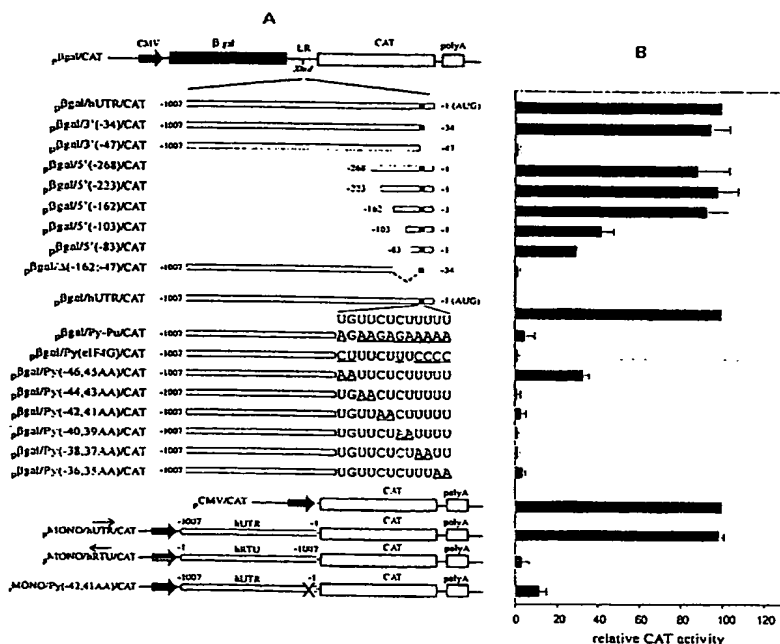 A
B
pβgal/CAT CMV β gal I.R CAT polyA
XbaI
pβgal/hUTR/CAT -1007 -1 (AUG)
pβgal/3'(-34)/CAT -1007 -34
pβgal/3'(-47)/CAT -1007 -47
pβgal/5'(-268)/CAT -268 -1
pβgal/5'(-223)/CAT -223 -1
pβgal/5'(-162)/CAT -162 -1
pβgal/5'(-103)/CAT -103 -1
pβgal/5'(-83)/CAT -83 -1
pβgal/Δ(-162:-47)/CAT -1007 -34
pβgal/hUTR/CAT -1007 -1 (AUG)
UGUUCUCUUUUU
pβgal/Py-Pu/CAT -1007 AGAAGAGAAAAA
pβgal/Py(eIF4G)/CAT -1007 CUUUCUUUCCCC
pβgal/Py(-46,45AA)/CAT -1007 AAUUCUCUUUUU
pβgal/Py(-44,43AA)/CAT -1007 UGAACUCUUUUU
pβgal/Py(-42,41AA)/CAT -1007 UGUUAACUUUUU
pβgal/Py(-40,39AA)/CAT -1007 UGUUCUAAUUUU
pβgal/Py(-38,37AA)/CAT -1007 UGUUCUCUAAUU
pβgal/Py(-36,35AA)/CAT -1007 UGUUCUCUUUAA
pCMV/CAT CAT polyA
pMONO/hUTR/CAT -1007 hUTR -1 CAT polyA
pMONO/hRTU/CAT -1 hRTU -1007 CAT polyA
pMONO/Py(-42,41AA)/CAT -1007 hUTR -1 CAT polyA
0 20 40 60 80 100 120
relative CAT activity